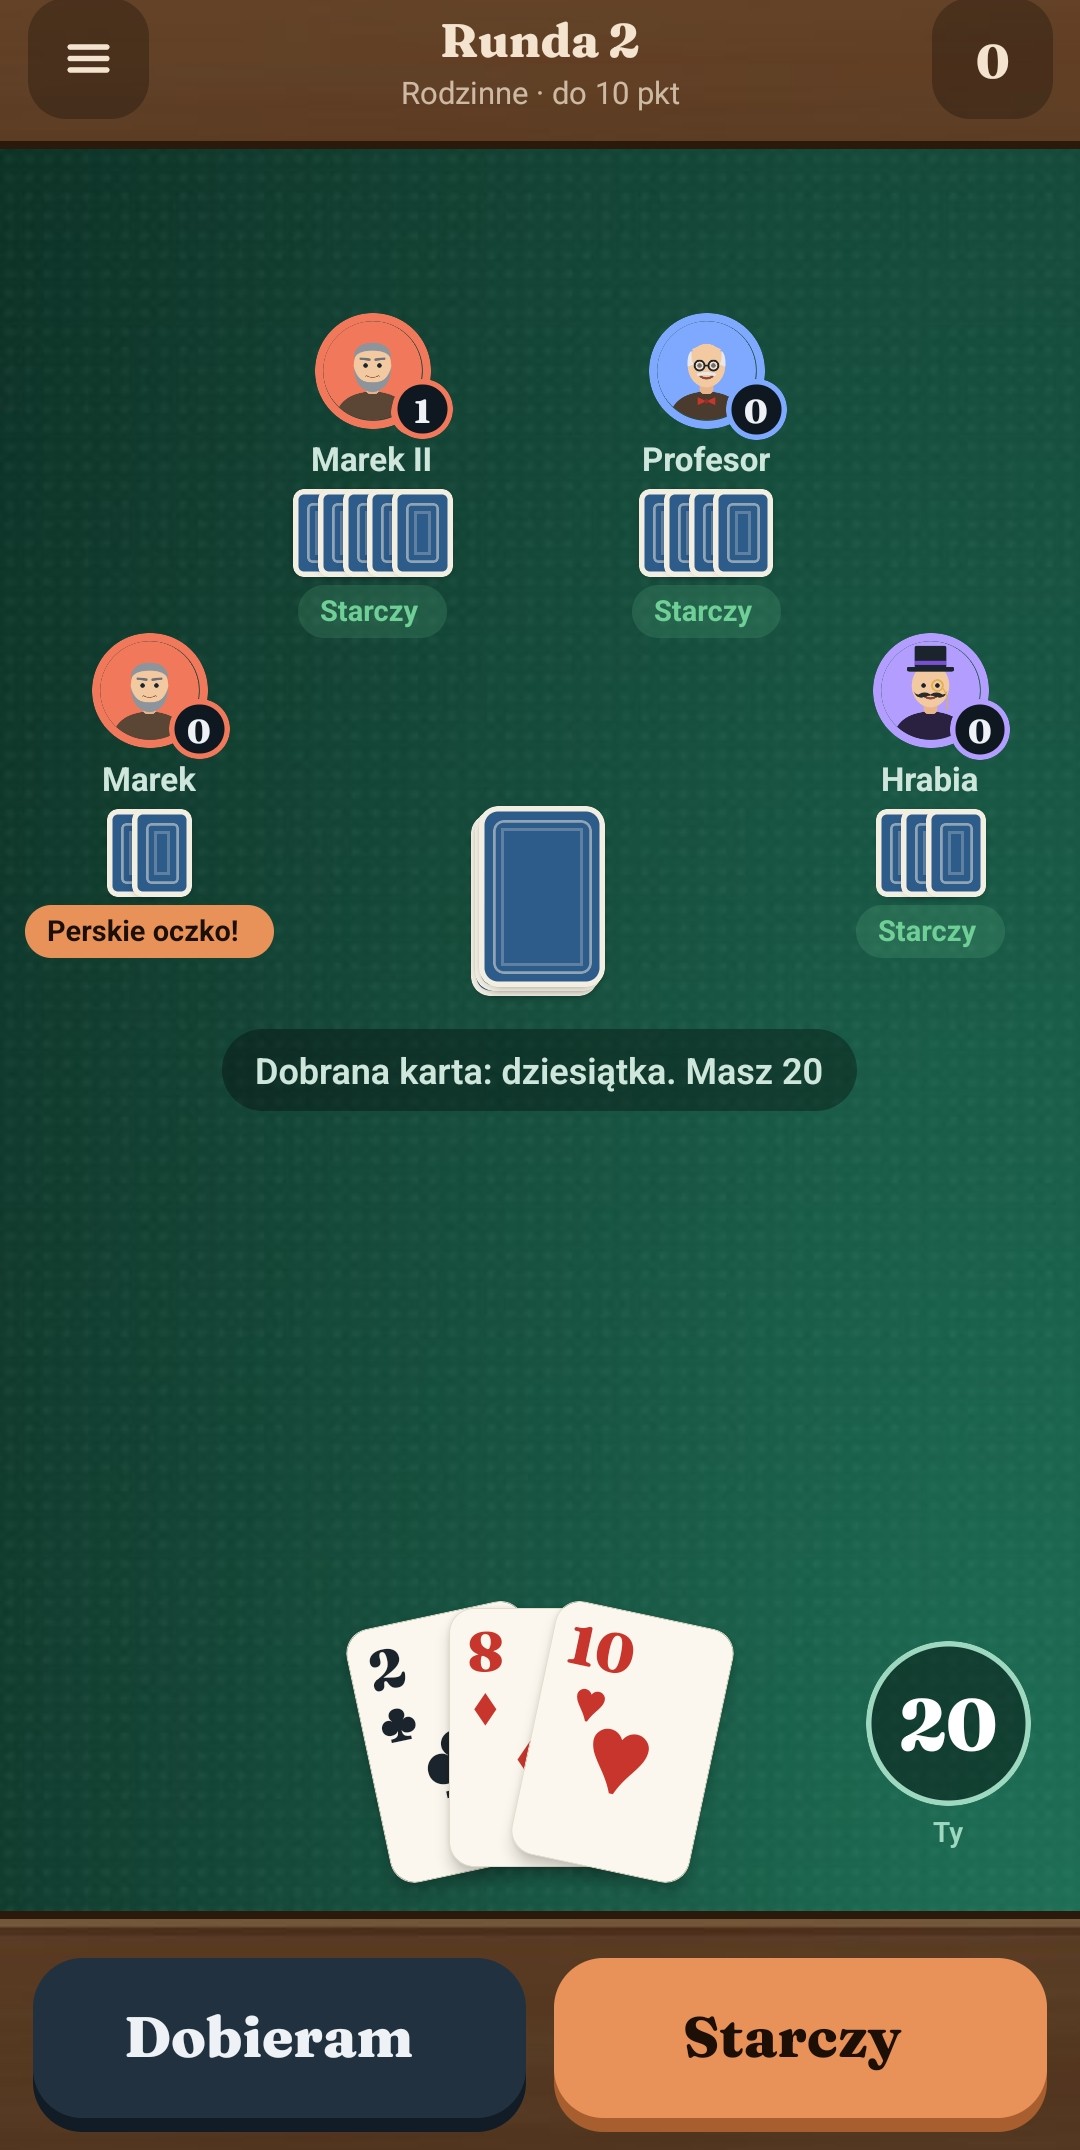 Runda 2
Rodzinne · do 10 pkt
0
1
Marek II
Starczy
0
Profesor
Starczy
0
Marek
Perskie oczko!
0
Hrabia
Starczy
Dobrana karta: dziesiątka. Masz 20
2
8
10
20
Ty
Dobieram
Starczy